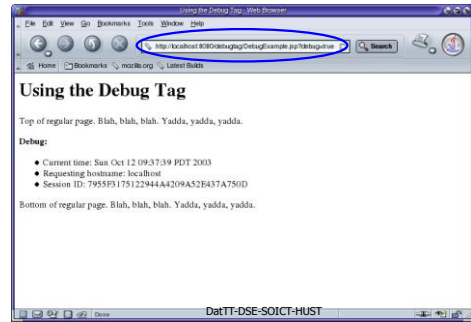 Using the Debug Tag - Web Browser
File Edit View Go Bookmarks Tools Window Help
http://localhost:8080/debugtag/DebugExample.jsp?debug=true Search
Home Bookmarks mozilla.org Latest Builds
Using the Debug Tag
Top of regular page. Blah, blah, blah. Yadda, yadda, yadda.
Debug:
Current time: Sun Oct 12 09:37:39 PDT 2003
Requesting hostname: localhost
Session ID: 7955F3175122944A4209A52E437A750D
Bottom of regular page. Blah, blah, blah. Yadda, yadda, yadda.
Done
DatTT-DSE-SOICT-HUST